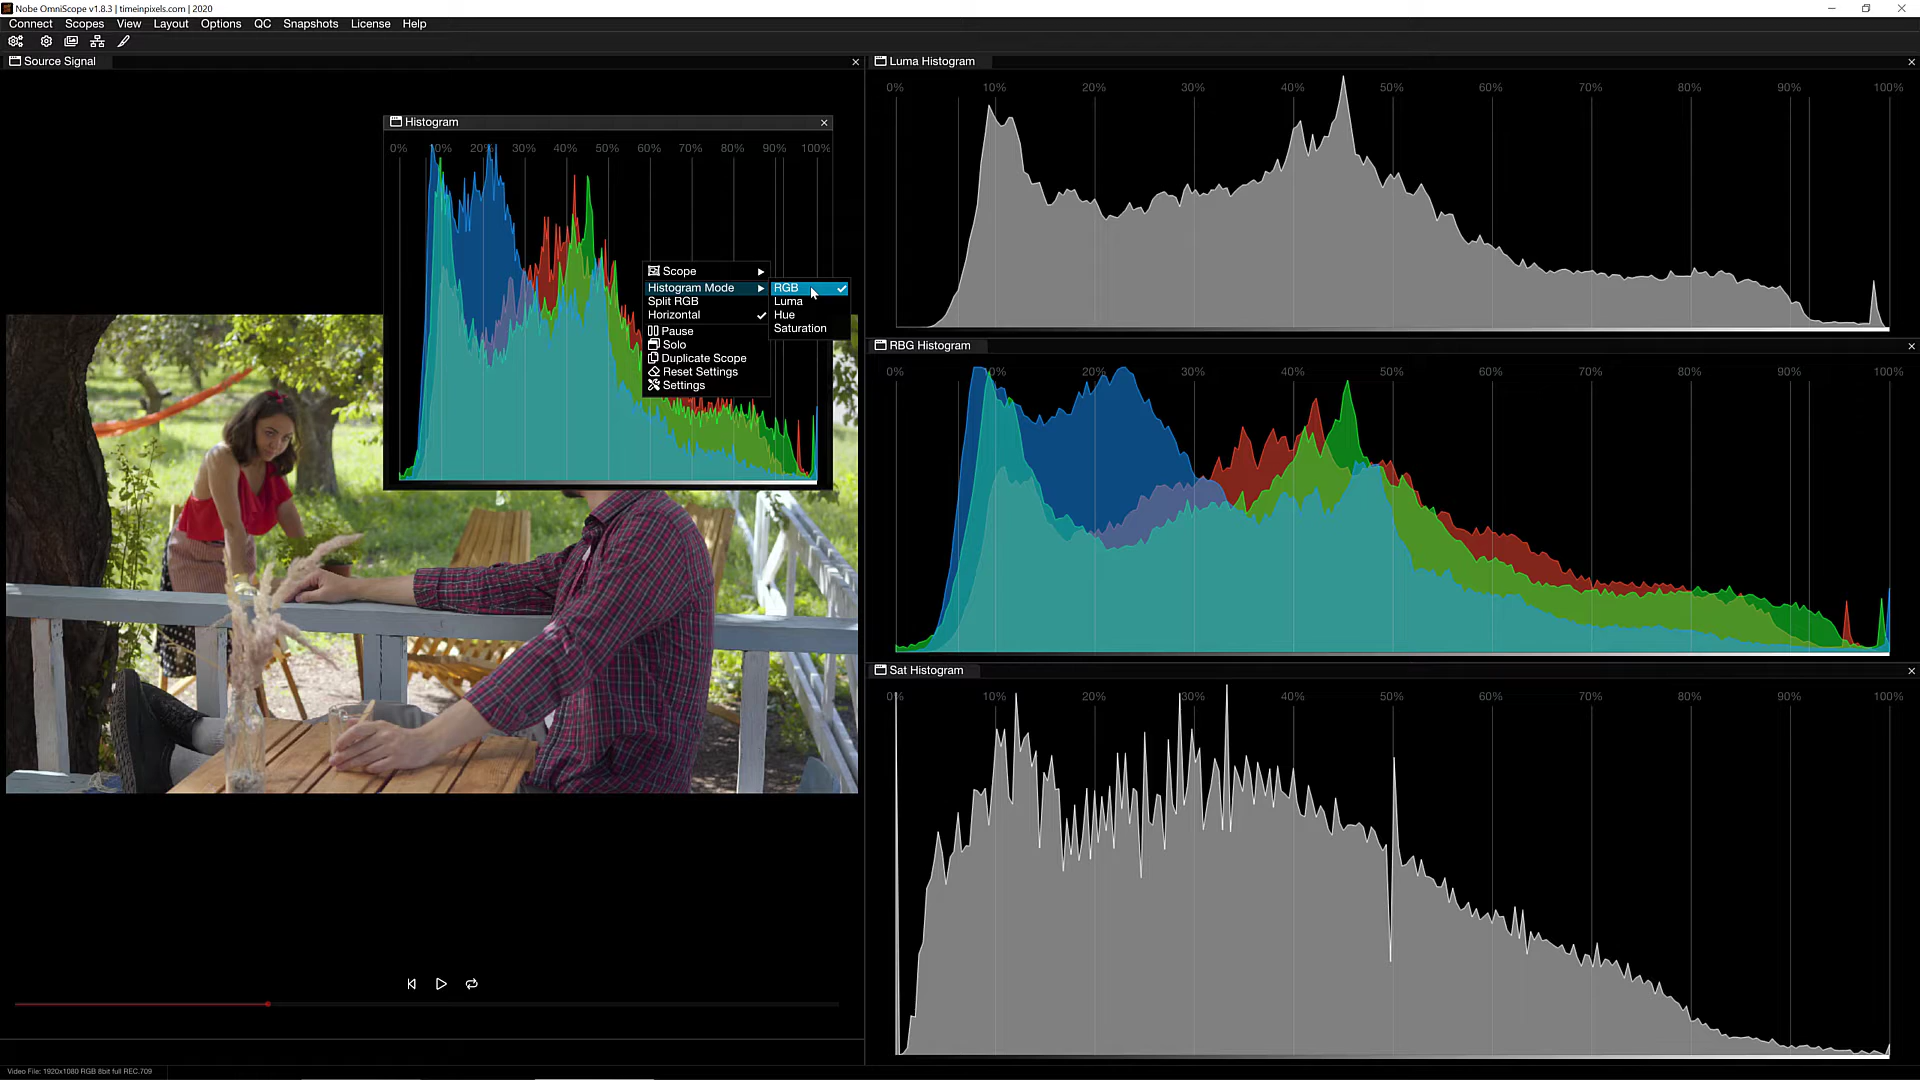 Nobe OmniScope v1.8.3 | timeinpixels.com | 2020
Connect Scopes View Layout Options QC Snapshots License Help
Source Signal
Histogram
0% 10% 20% 30% 40% 50% 60% 70% 80% 90% 100%
Scope
Histogram Mode
Split RGB
Horizontal
Pause
Solo
Duplicate Scope
Reset Settings
Settings
RGB
Luma
Hue
Saturation
Luma Histogram
0% 10% 20% 30% 40% 50% 60% 70% 80% 90% 100%
RBG Histogram
0% 10% 20% 30% 40% 50% 60% 70% 80% 90% 100%
Sat Histogram
0% 10% 20% 30% 40% 50% 60% 70% 80% 90% 100%
Video File: 1920x1080 RGB 8bit full REC.709